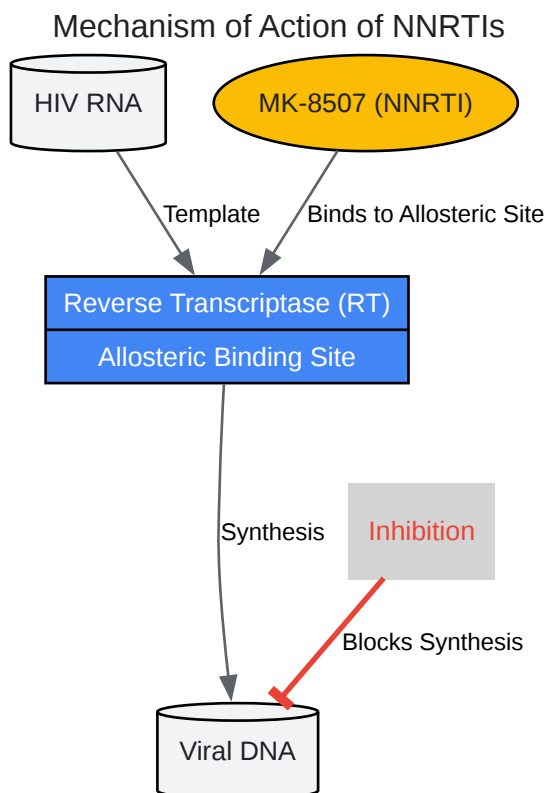 Mechanism of Action of NNRTIs
HIV RNA
MK-8507 (NNRTI)
Template
Binds to Allosteric Site
Reverse Transcriptase (RT)
Allosteric Binding Site
Synthesis
Inhibition
Blocks Synthesis
Viral DNA